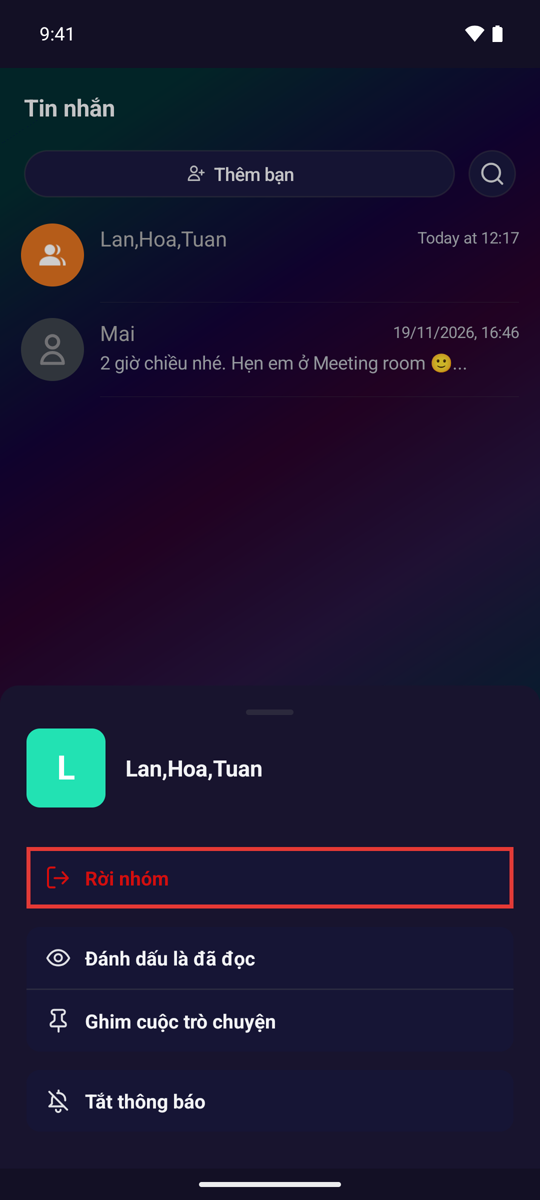 9:41
Tin nhắn
Thêm bạn
Lan,Hoa,Tuan
Today at 12:17
Mai
19/11/2026, 16:46
2 giờ chiều nhé. Hẹn em ở Meeting room 🙂...
L
Lan,Hoa,Tuan
Rời nhóm
Đánh dấu là đã đọc
Ghim cuộc trò chuyện
Tắt thông báo